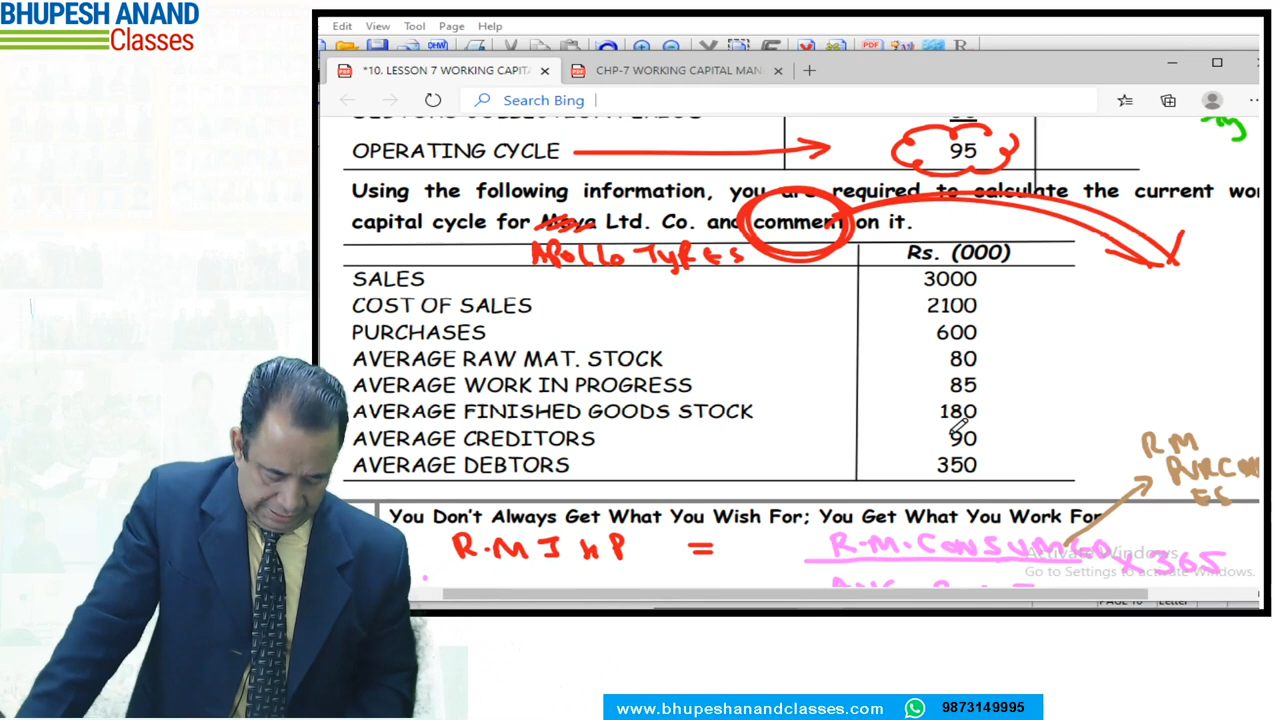 BHUPESH ANAND
Classes
Edit View Tool Page Help
*10. LESSON 7 WORKING CAPITA
CHP-7 WORKING CAPITAL MAN
Search Bing
OPERATING CYCLE 95
Using the following information, you are required to calculate the current wo
capital cycle for Maya Ltd. Co. and comment on it.
APOLLO TYRES
Rs. (000)
SALES 3000
COST OF SALES 2100
PURCHASES 600
AVERAGE RAW MAT. STOCK 80
AVERAGE WORK IN PROGRESS 85
AVERAGE FINISHED GOODS STOCK 180
AVERAGE CREDITORS 90
AVERAGE DEBTORS 350
RM
You Don't Always Get What You Wish For; You Get What You Work For
R.M I H P = R.M. CONSUMED X 365
Activate Windows
Go to Settings to activate Windows.
PAGE 10 Letter
www.bhupeshanandclasses.com 9873149995